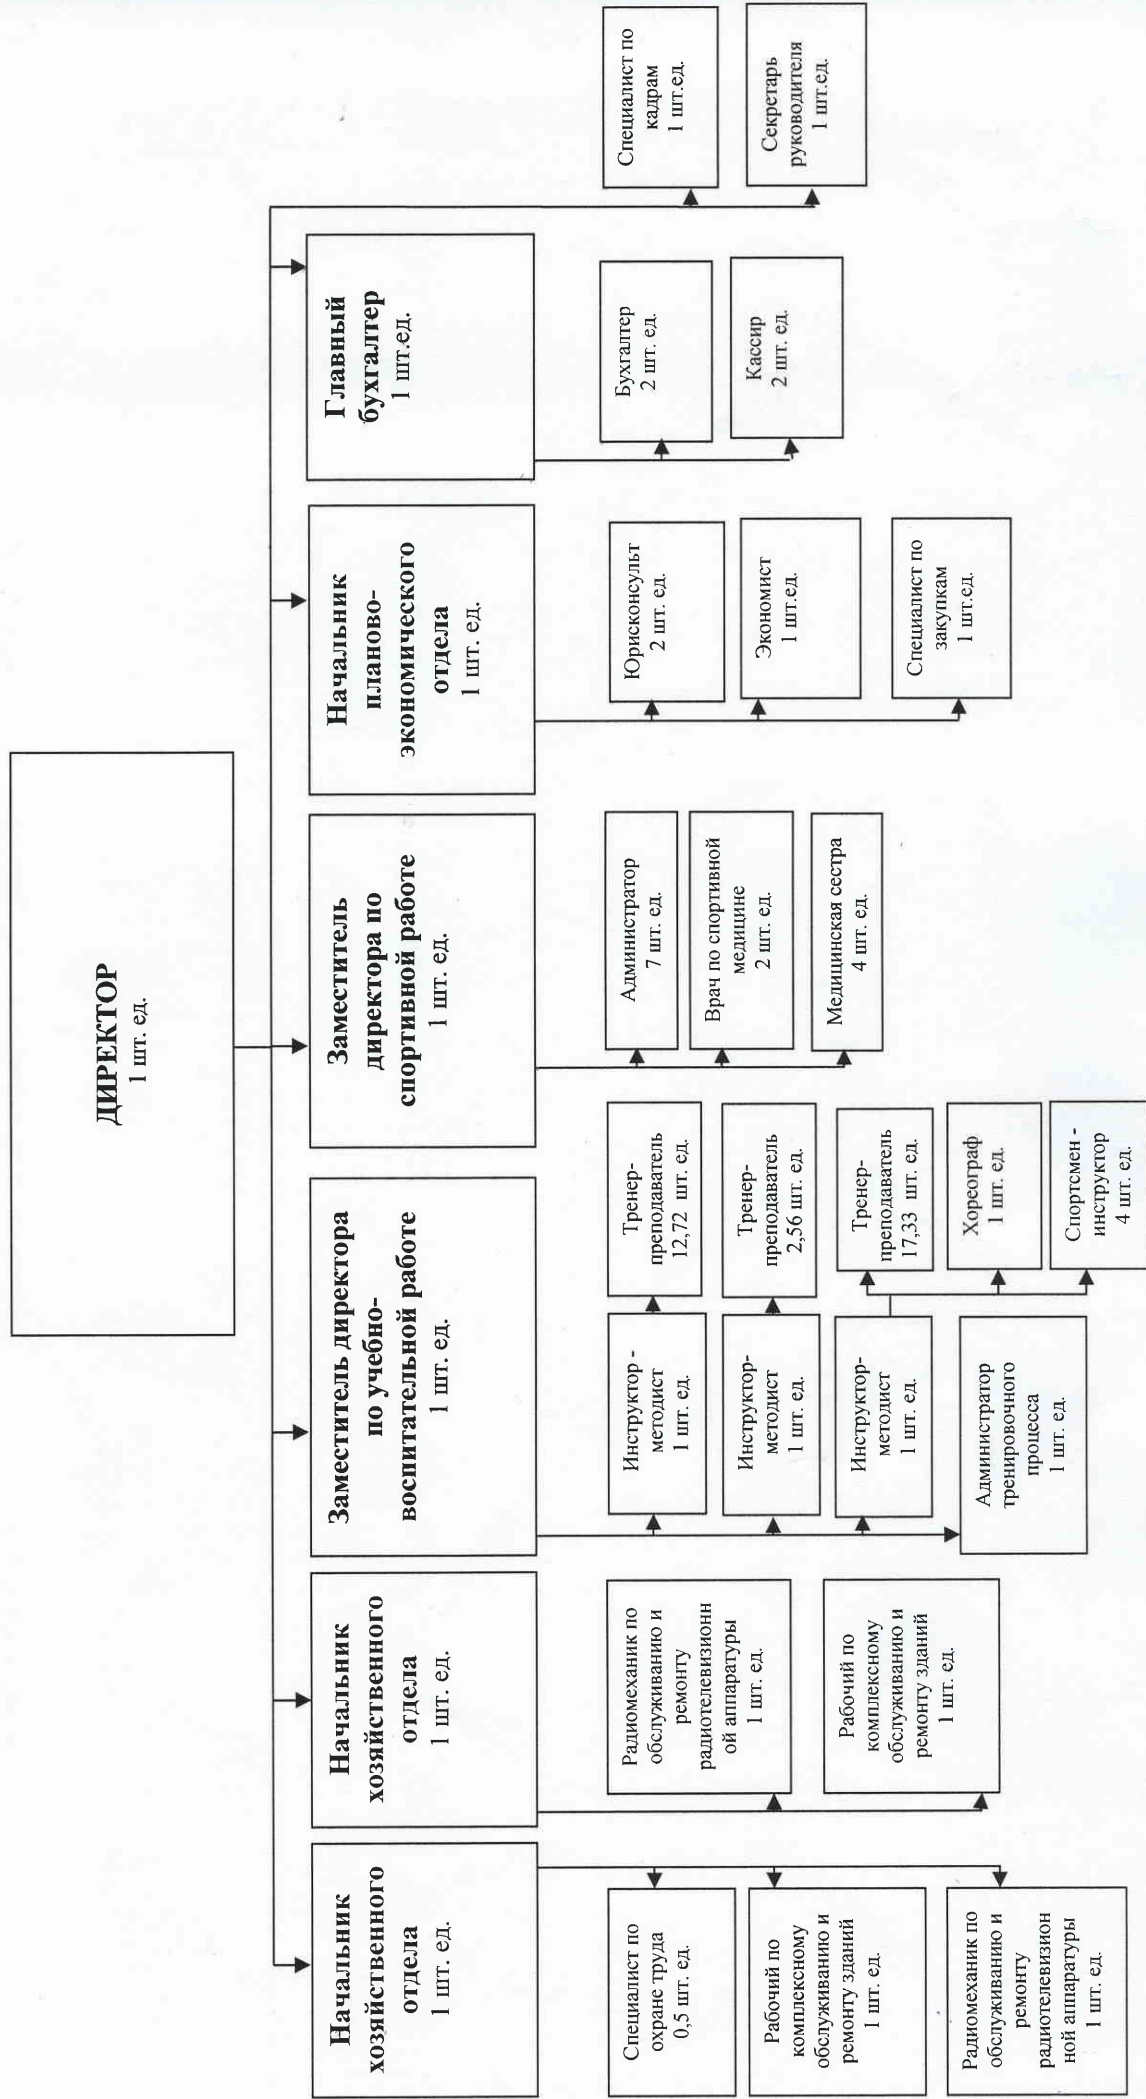 ДИРЕКТОР
1 шт. ед.
Начальник
хозяйственного
отдела
1 шт. ед.
Начальник
хозяйственного
отдела
1 шт. ед.
Заместитель директора
по учебно-
воспитательной работе
1 шт. ед.
Заместитель
директора по
спортивной работе
1 шт. ед.
Начальник
планово-
экономического
отдела
1 шт. ед.
Главный
бухгалтер
1 шт.ед.
Специалист по
охране труда
0,5 шт. ед.
Рабочий по
комплексному
обслуживанию и
ремонту зданий
1 шт. ед.
Радиомеханик по
обслуживанию и
ремонту
радиотелевизион
ной аппаратуры
1 шт. ед.
Радиомеханик по
обслуживанию и
ремонту
радиотелевизионн
ой аппаратуры
1 шт. ед.
Рабочий по
комплексному
обслуживанию и
ремонту зданий
1 шт. ед.
Инструктор -
методист
1 шт. ед.
Тренер-
преподаватель
12,72 шт. ед.
Инструктор-
методист
1 шт. ед.
Тренер-
преподаватель
2,56 шт. ед.
Инструктор-
методист
1 шт. ед.
Тренер-
преподаватель
17,33 шт. ед.
Хореограф
1 шт. ед.
Спортсмен -
инструктор
4 шт. ед.
Администратор
тренировочного
процесса
1 шт. ед.
Администратор
7 шт. ед.
Врач по спортивной
медицине
2 шт. ед.
Медицинская сестра
4 шт. ед.
Юрисконсульт
2 шт. ед.
Экономист
1 шт.ед.
Специалист по
закупкам
1 шт.ед.
Бухгалтер
2 шт. ед.
Кассир
2 шт. ед.
Специалист по
кадрам
1 шт.ед.
Секретарь
руководителя
1 шт.ед.